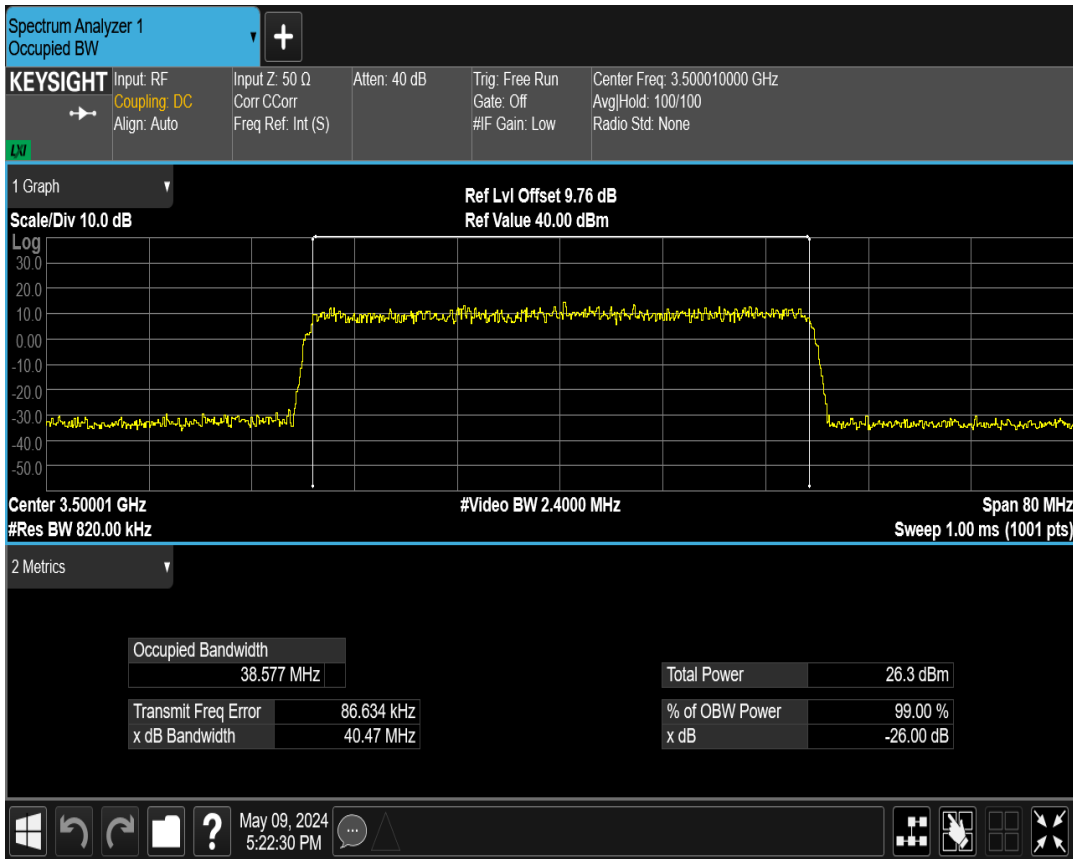 Spectrum Analyzer 1
Occupied BW
+
KEYSIGHT
LXI
Input: RF
Coupling: DC
Align: Auto
Input Z: 50 Ω
Corr CCorr
Freq Ref: Int (S)
Atten: 40 dB
Trig: Free Run
Gate: Off
#IF Gain: Low
Center Freq: 3.500010000 GHz
Avg|Hold: 100/100
Radio Std: None
1 Graph
Ref Lvl Offset 9.76 dB
Scale/Div 10.0 dB
Ref Value 40.00 dBm
Log
30.0
20.0
10.0
0.00
-10.0
-20.0
-30.0
-40.0
-50.0
Center 3.50001 GHz
#Video BW 2.4000 MHz
Span 80 MHz
#Res BW 820.00 kHz
Sweep 1.00 ms (1001 pts)
2 Metrics
Occupied Bandwidth
38.577 MHz
Transmit Freq Error 86.634 kHz
x dB Bandwidth 40.47 MHz
Total Power 26.3 dBm
% of OBW Power 99.00 %
x dB -26.00 dB
?
May 09, 2024
5:22:30 PM